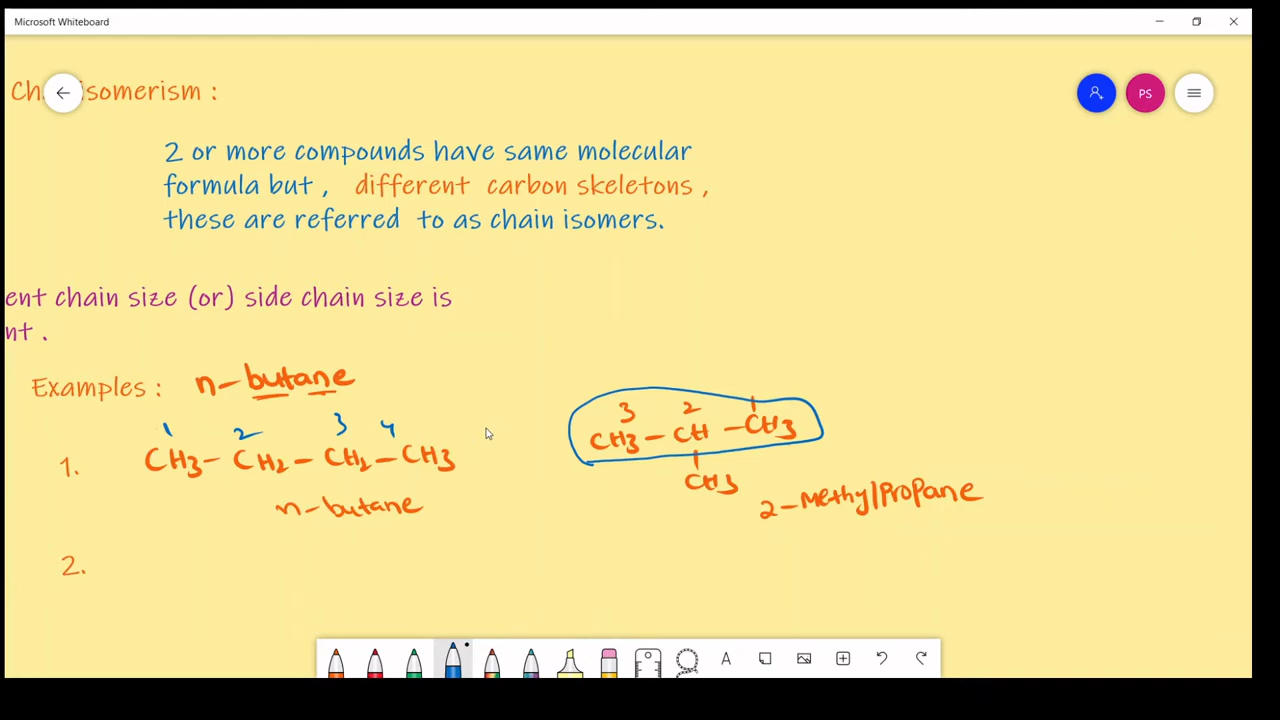 Microsoft Whiteboard
isomerism :
PS
2 or more compounds have same molecular
formula but , different carbon skeletons ,
these are referred to as chain isomers.
ent chain size (or) side chain size is
nt .
Examples : n-butane
1 2 3 4
3 2 1
1. CH3-CH2-CH2-CH3
CH3-CH-CH3
CH3
n-butane
2-Methylpropane
2.
A